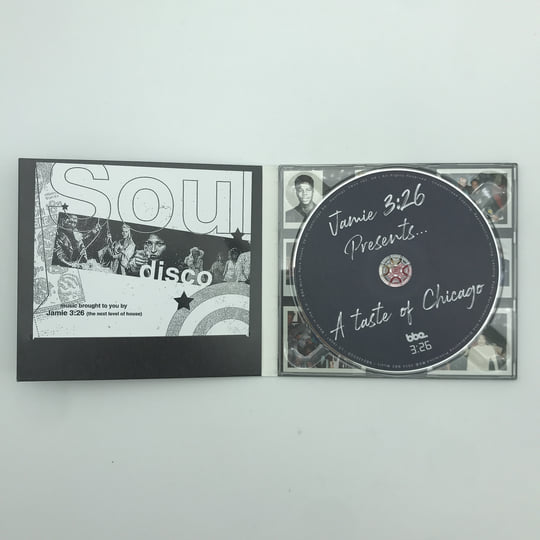 Soul
disco
music brought to you by
Jamie 3:26 (the next level of house)
Jamie 3:26
Presents...
A taste of Chicago
bbe
3:26